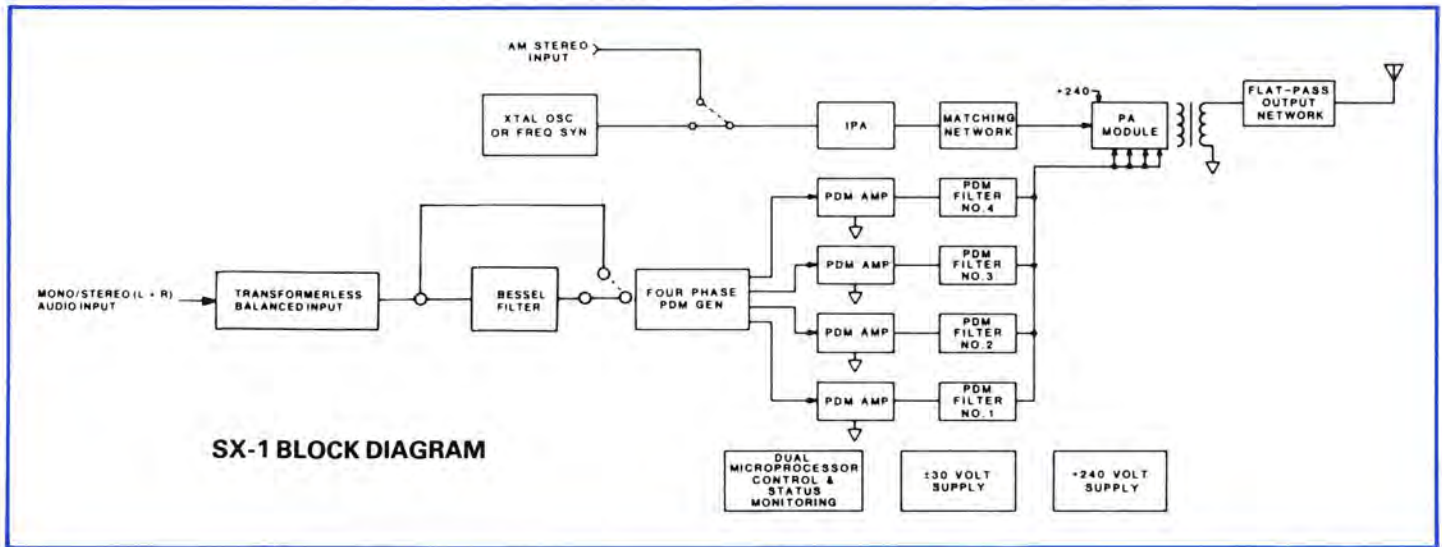 AM STEREO
INPUT
XTAL OSC
OR FREQ SYN
IPA
MATCHING
NETWORK
+240
PA
MODULE
FLAT-PASS
OUTPUT
NETWORK
MONO/STEREO (L + R)
AUDIO INPUT
TRANSFORMERLESS
BALANCED INPUT
BESSEL
FILTER
FOUR PHASE
PDM GEN
PDM AMP
PDM
FILTER
NO.4
PDM AMP
PDM
FILTER
NO.3
PDM AMP
PDM
FILTER
NO.2
PDM AMP
PDM
FILTER
NO.1
SX-1 BLOCK DIAGRAM
DUAL
MICROPROCESSOR
CONTROL &
STATUS
MONITORING
±30 VOLT
SUPPLY
+240 VOLT
SUPPLY